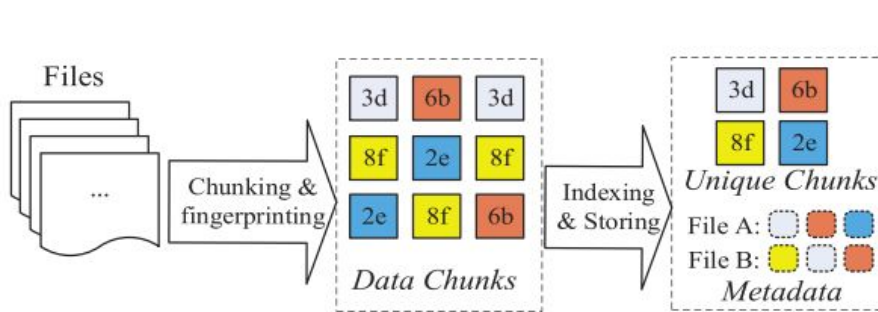 Files
...
Chunking &
fingerprinting
3d 6b 3d
8f 2e 8f
2e 8f 6b
Data Chunks
Indexing
& Storing
3d 6b
8f 2e
Unique Chunks
File A:
File B:
Metadata